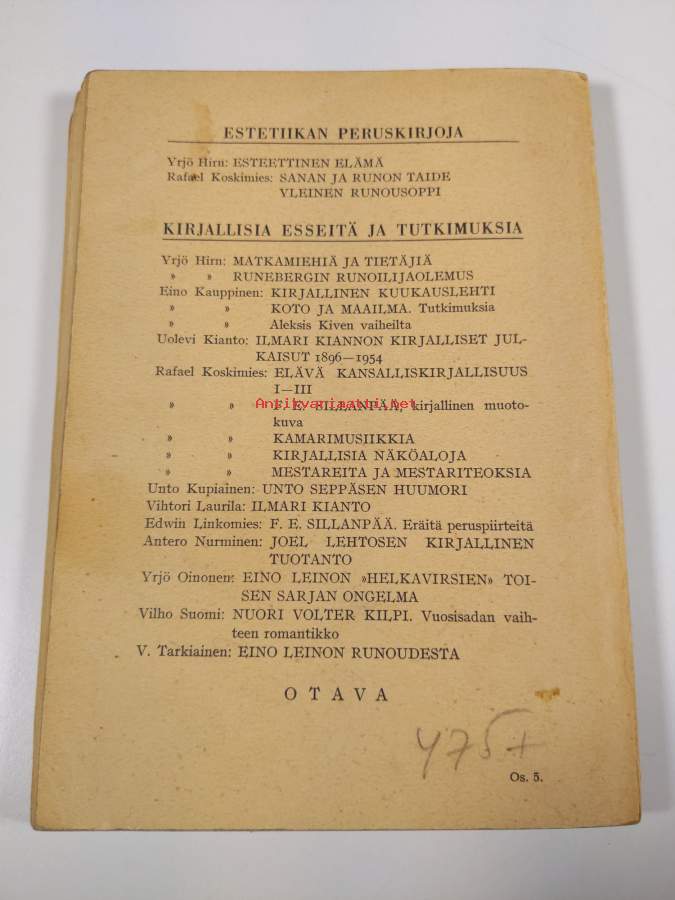 ESTETIIKAN PERUSKIRJOJA
Yrjö Hirn: ESTEETTINEN ELÄMÄ
Rafael Koskimies: SANAN JA RUNON TAIDE
YLEINEN RUNOUSOPPI
KIRJALLISIA ESSEITÄ JA TUTKIMUKSIA
Yrjö Hirn: MATKAMIEHIÄ JA TIETÄJIÄ
» » RUNEBERGIN RUNOILIJAOLEMUS
Eino Kauppinen: KIRJALLINEN KUUKAUSLEHTI
» » KOTO JA MAAILMA. Tutkimuksia
» » Aleksis Kiven vaiheilta
Uolevi Kianto: ILMARI KIANNON KIRJALLISET JUL-
KAISUT 1896—1954
Rafael Koskimies: ELÄVÄ KANSALLISKIRJALLISUUS
I—III
» » F. E. SILLANPÄÄ, kirjallinen muoto-
kuva
Antikvariaatti.net
» » KAMARIMUSIIKKIA
» » KIRJALLISIA NÄKÖALOJA
» » MESTAREITA JA MESTARITEOKSIA
Unto Kupiainen: UNTO SEPPÄSEN HUUMORI
Vihtori Laurila: ILMARI KIANTO
Edwin Linkomies: F. E. SILLANPÄÄ. Eräitä peruspiirteitä
Antero Nurminen: JOEL LEHTOSEN KIRJALLINEN
TUOTANTO
Yrjö Oinonen: EINO LEINON »HELKAVIRSIEN» TOI-
SEN SARJAN ONGELMA
Vilho Suomi: NUORI VOLTER KILPI. Vuosisadan vaih-
teen romantikko
V. Tarkiainen: EINO LEINON RUNOUDESTA
OTAVA
475+
Os. 5.